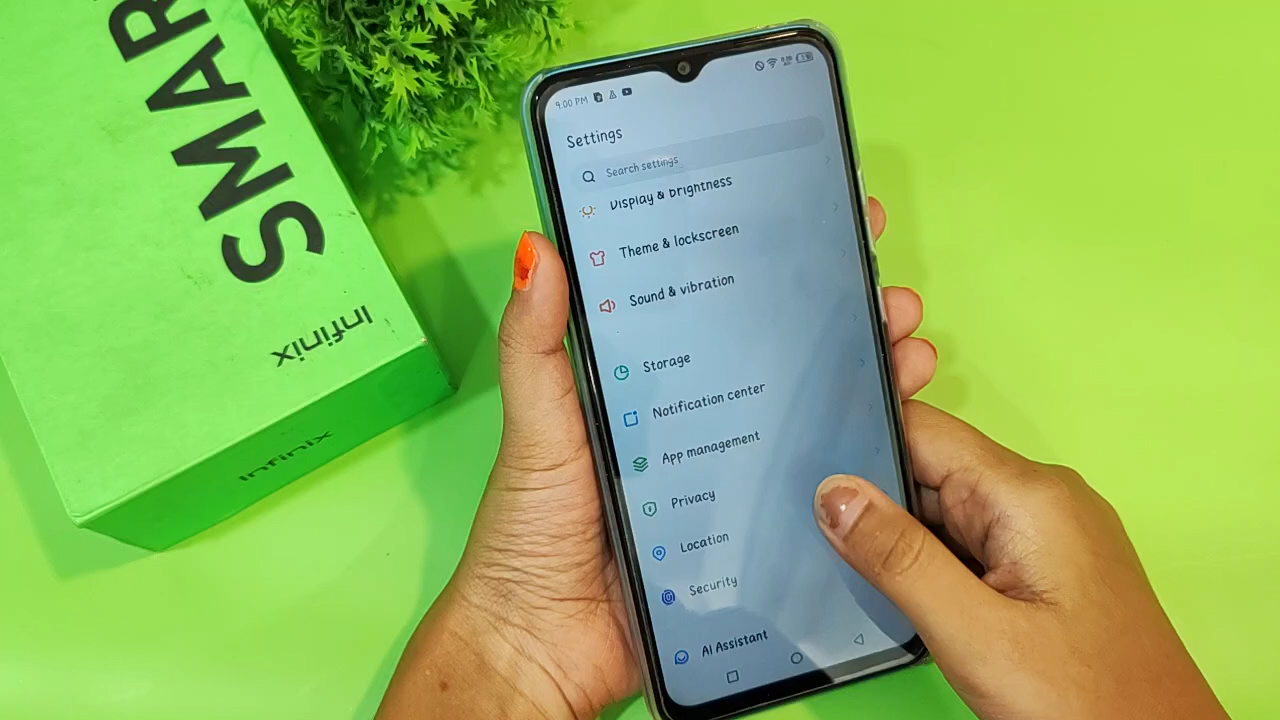 SMAR
Infinix
Infinix
9:00 PM
Settings
Search settings
Display & brightness
Theme & lockscreen
Sound & vibration
Storage
Notification center
App management
Privacy
Location
Security
AI Assistant